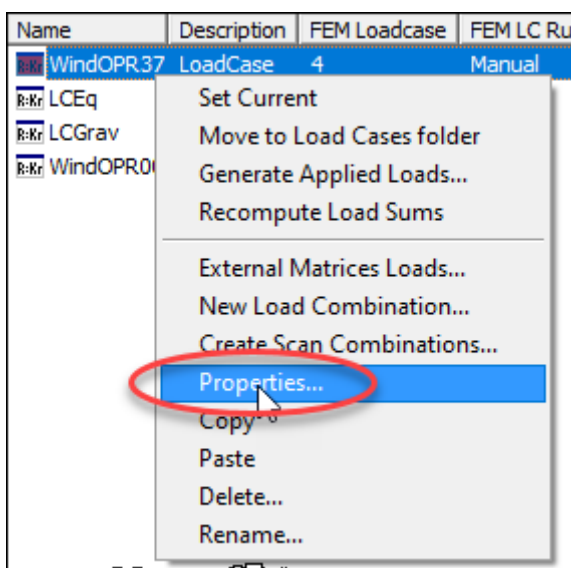 Name Description FEM Loadcase FEM LC Ru
WindOPR37 LoadCase 4 Manual
LCEq
LCGrav
WindOPR0
Set Current
Move to Load Cases folder
Generate Applied Loads...
Recompute Load Sums
External Matrices Loads...
New Load Combination...
Create Scan Combinations...
Properties...
Copy
Paste
Delete...
Rename...